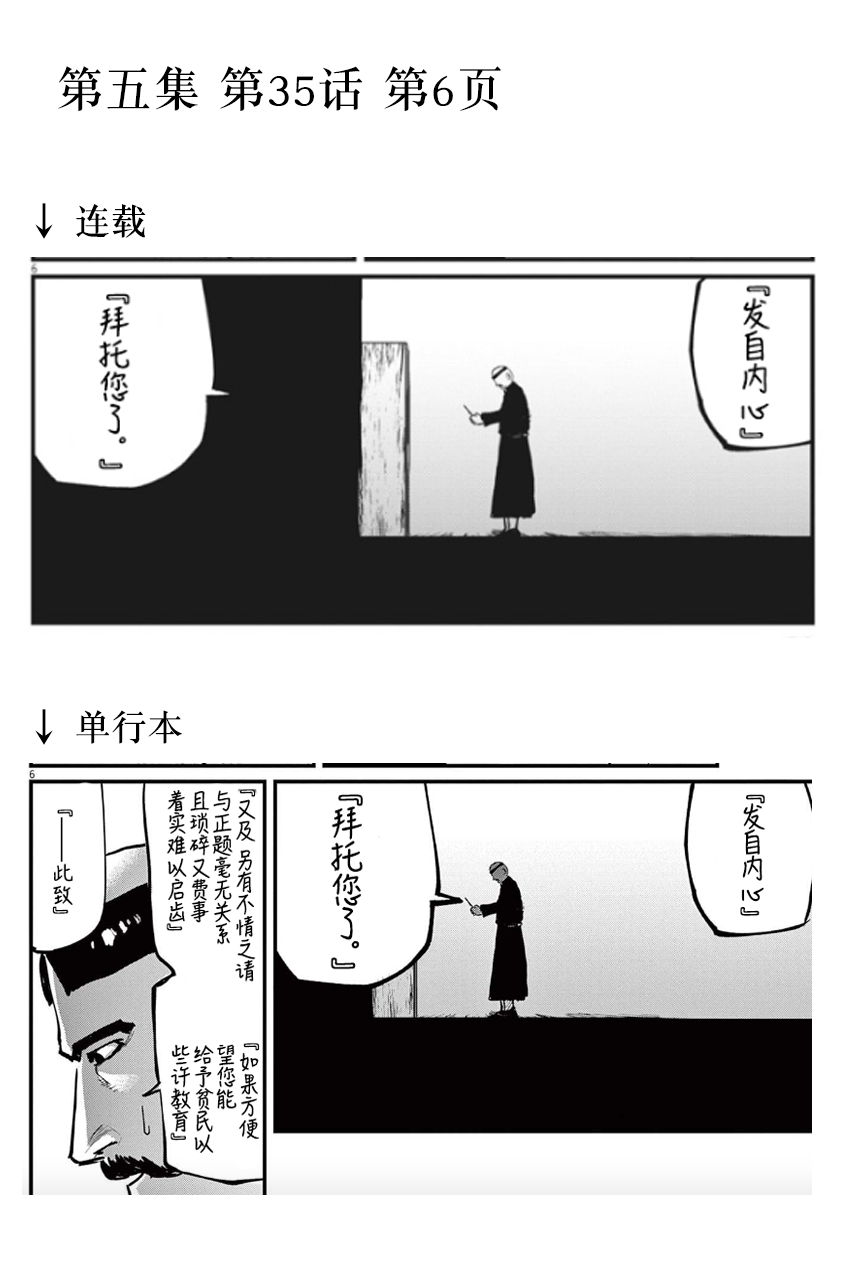 第五集 第35话 第6页
↓ 连载
6
『发自内心』
『拜托您了。』
↓ 单行本
6
『发自内心』
『拜托您了。』
『又及 另有不情之请
与正题毫无关系
且琐碎又费事
着实难以启齿』
『如果方便
望您能
给予贫民以
些许教育』
『——此致』